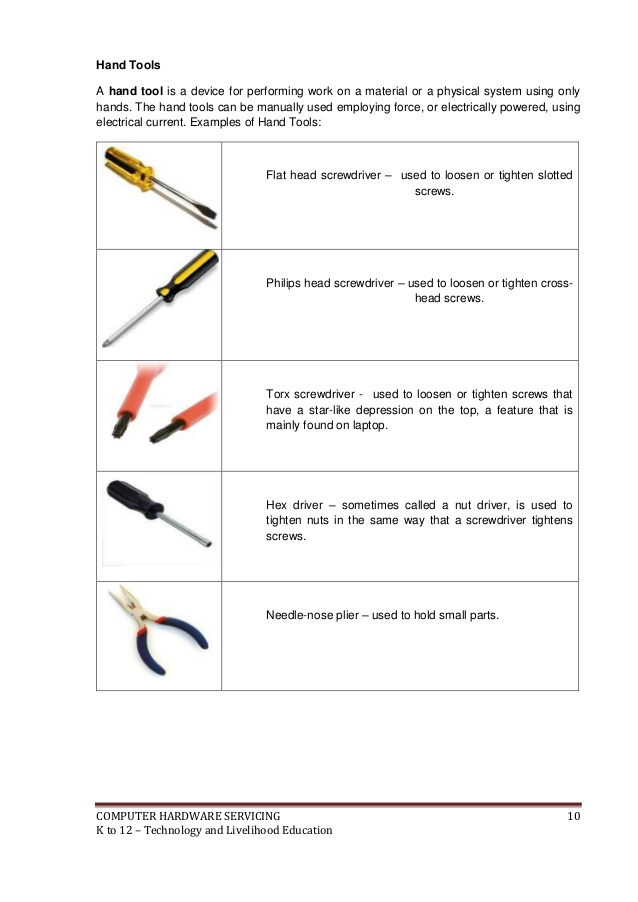 Hand Tools
A hand tool is a device for performing work on a material or a physical system using only
hands. The hand tools can be manually used employing force, or electrically powered, using
electrical current. Examples of Hand Tools:
Flat head screwdriver – used to loosen or tighten slotted
screws.
Philips head screwdriver – used to loosen or tighten cross-
head screws.
Torx screwdriver - used to loosen or tighten screws that
have a star-like depression on the top, a feature that is
mainly found on laptop.
Hex driver – sometimes called a nut driver, is used to
tighten nuts in the same way that a screwdriver tightens
screws.
Needle-nose plier – used to hold small parts.
COMPUTER HARDWARE SERVICING 10
K to 12 – Technology and Livelihood Education